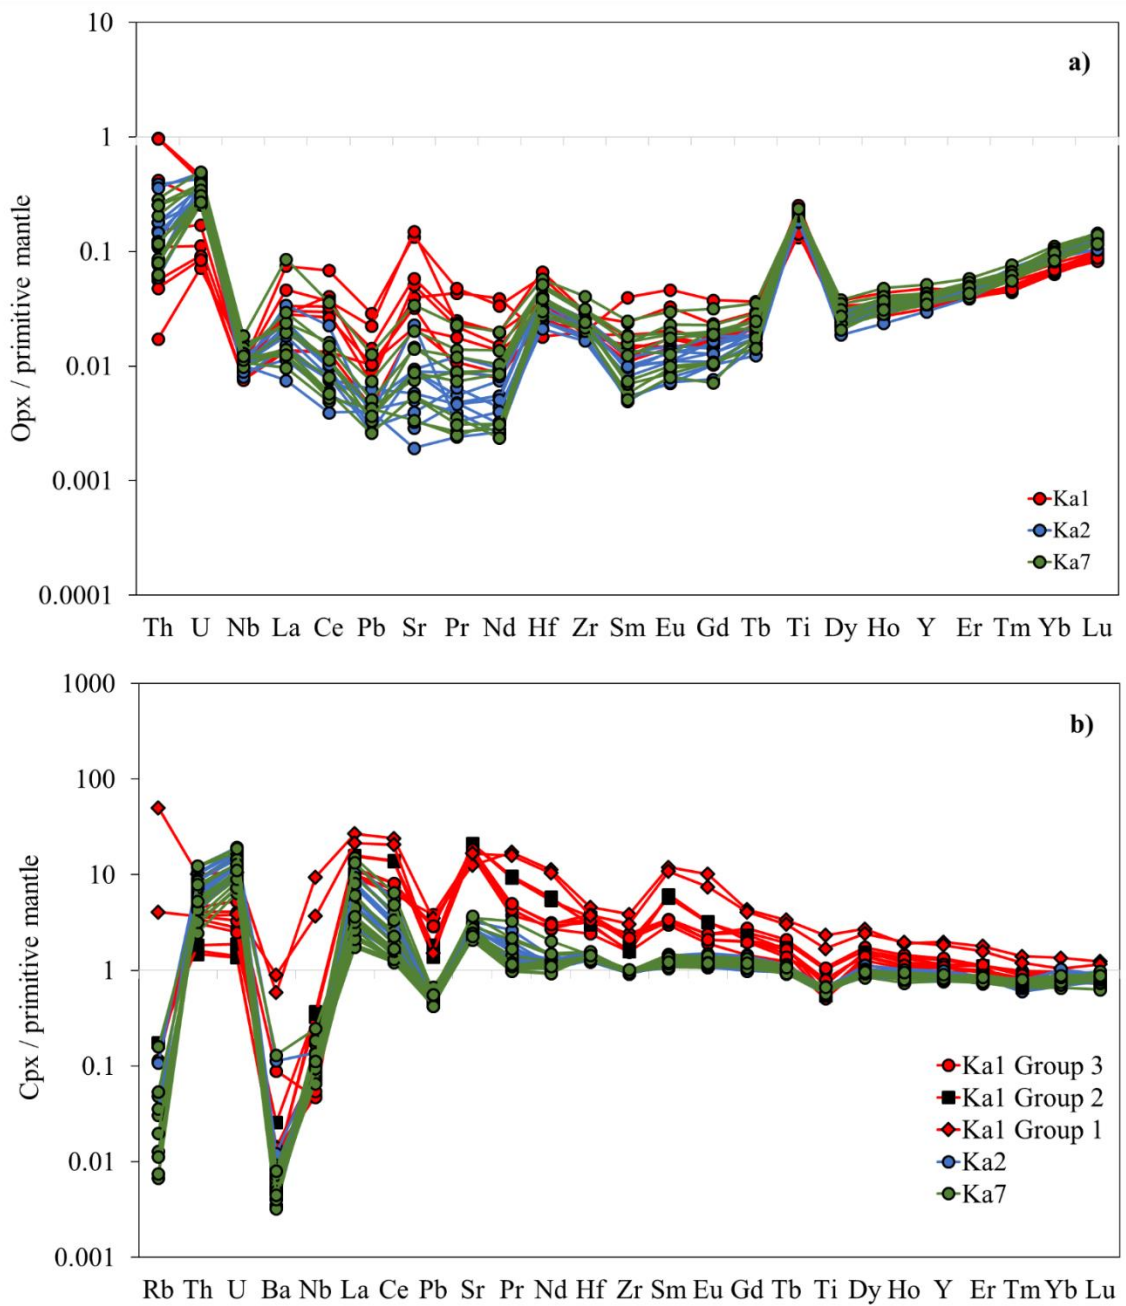 10
a)
1
0.1
Opx / primitive mantle
0.01
0.001
Ka1
Ka2
Ka7
0.0001
Th U Nb La Ce Pb Sr Pr Nd Hf Zr Sm Eu Gd Tb Ti Dy Ho Y Er Tm Yb Lu
1000
b)
100
10
Cpx / primitive mantle
1
0.1
Ka1 Group 3
Ka1 Group 2
Ka1 Group 1
0.01
Ka2
Ka7
0.001
Rb Th U Ba Nb La Ce Pb Sr Pr Nd Hf Zr Sm Eu Gd Tb Ti Dy Ho Y Er Tm Yb Lu